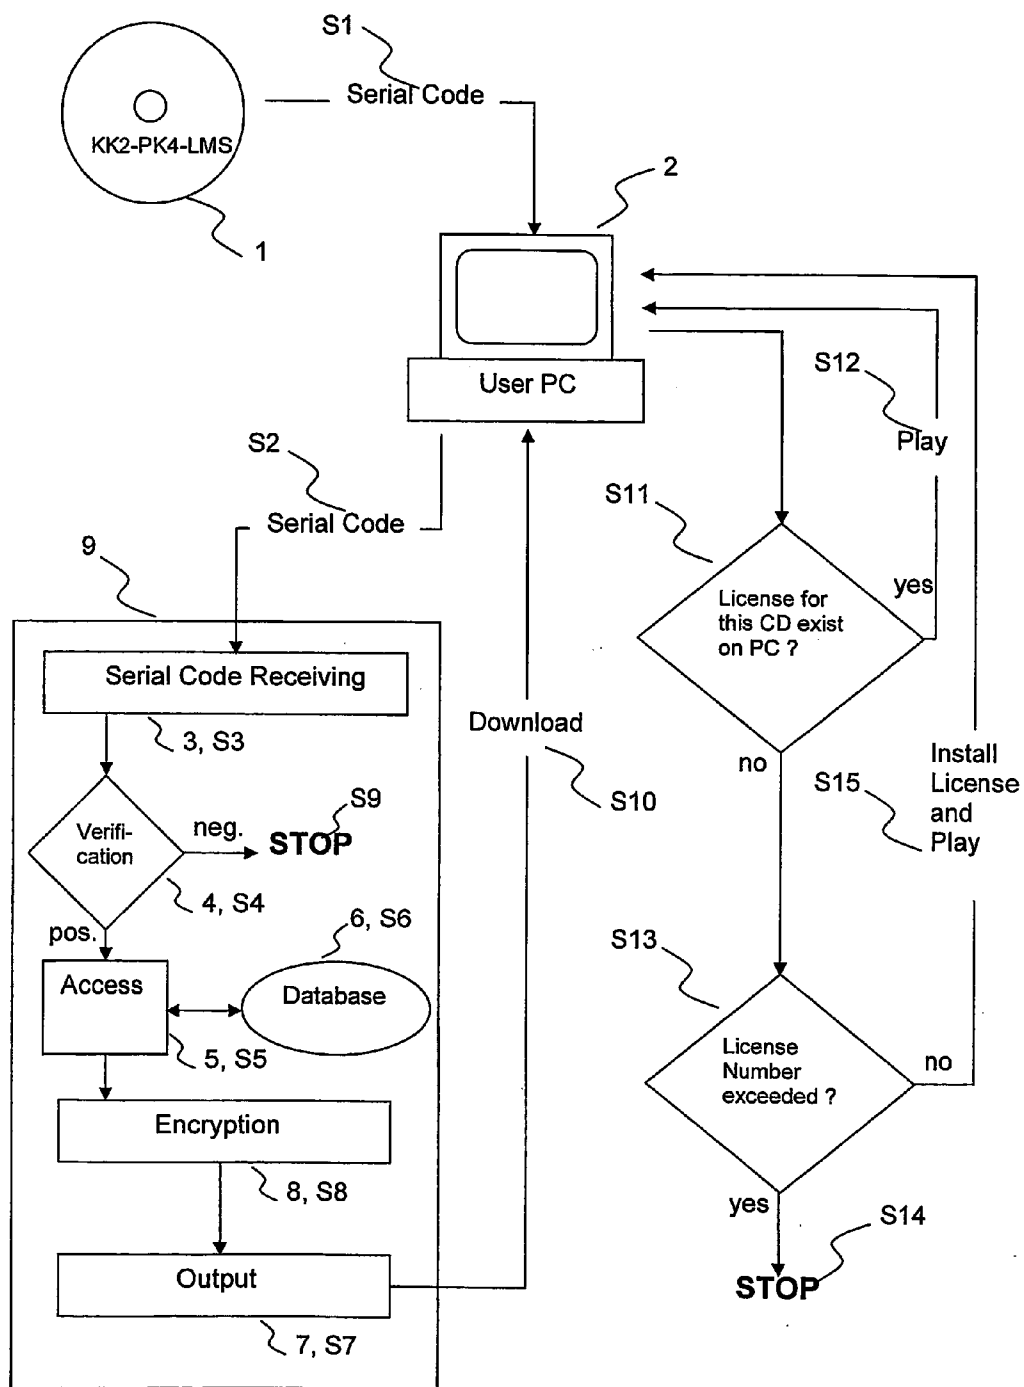 S1
Serial Code
KK2-PK4-LMS
1
2
User PC
S12
Play
S2
Serial Code
S11
9
License for
this CD exist
on PC ?
yes
Serial Code Receiving
3, S3
Download
S10
no
S15
Install
License
and
Play
Verifi-
cation
neg.
S9
STOP
4, S4
pos.
6, S6
Access
Database
5, S5
S13
License
Number
exceeded ?
no
Encryption
8, S8
yes
S14
STOP
Output
7, S7